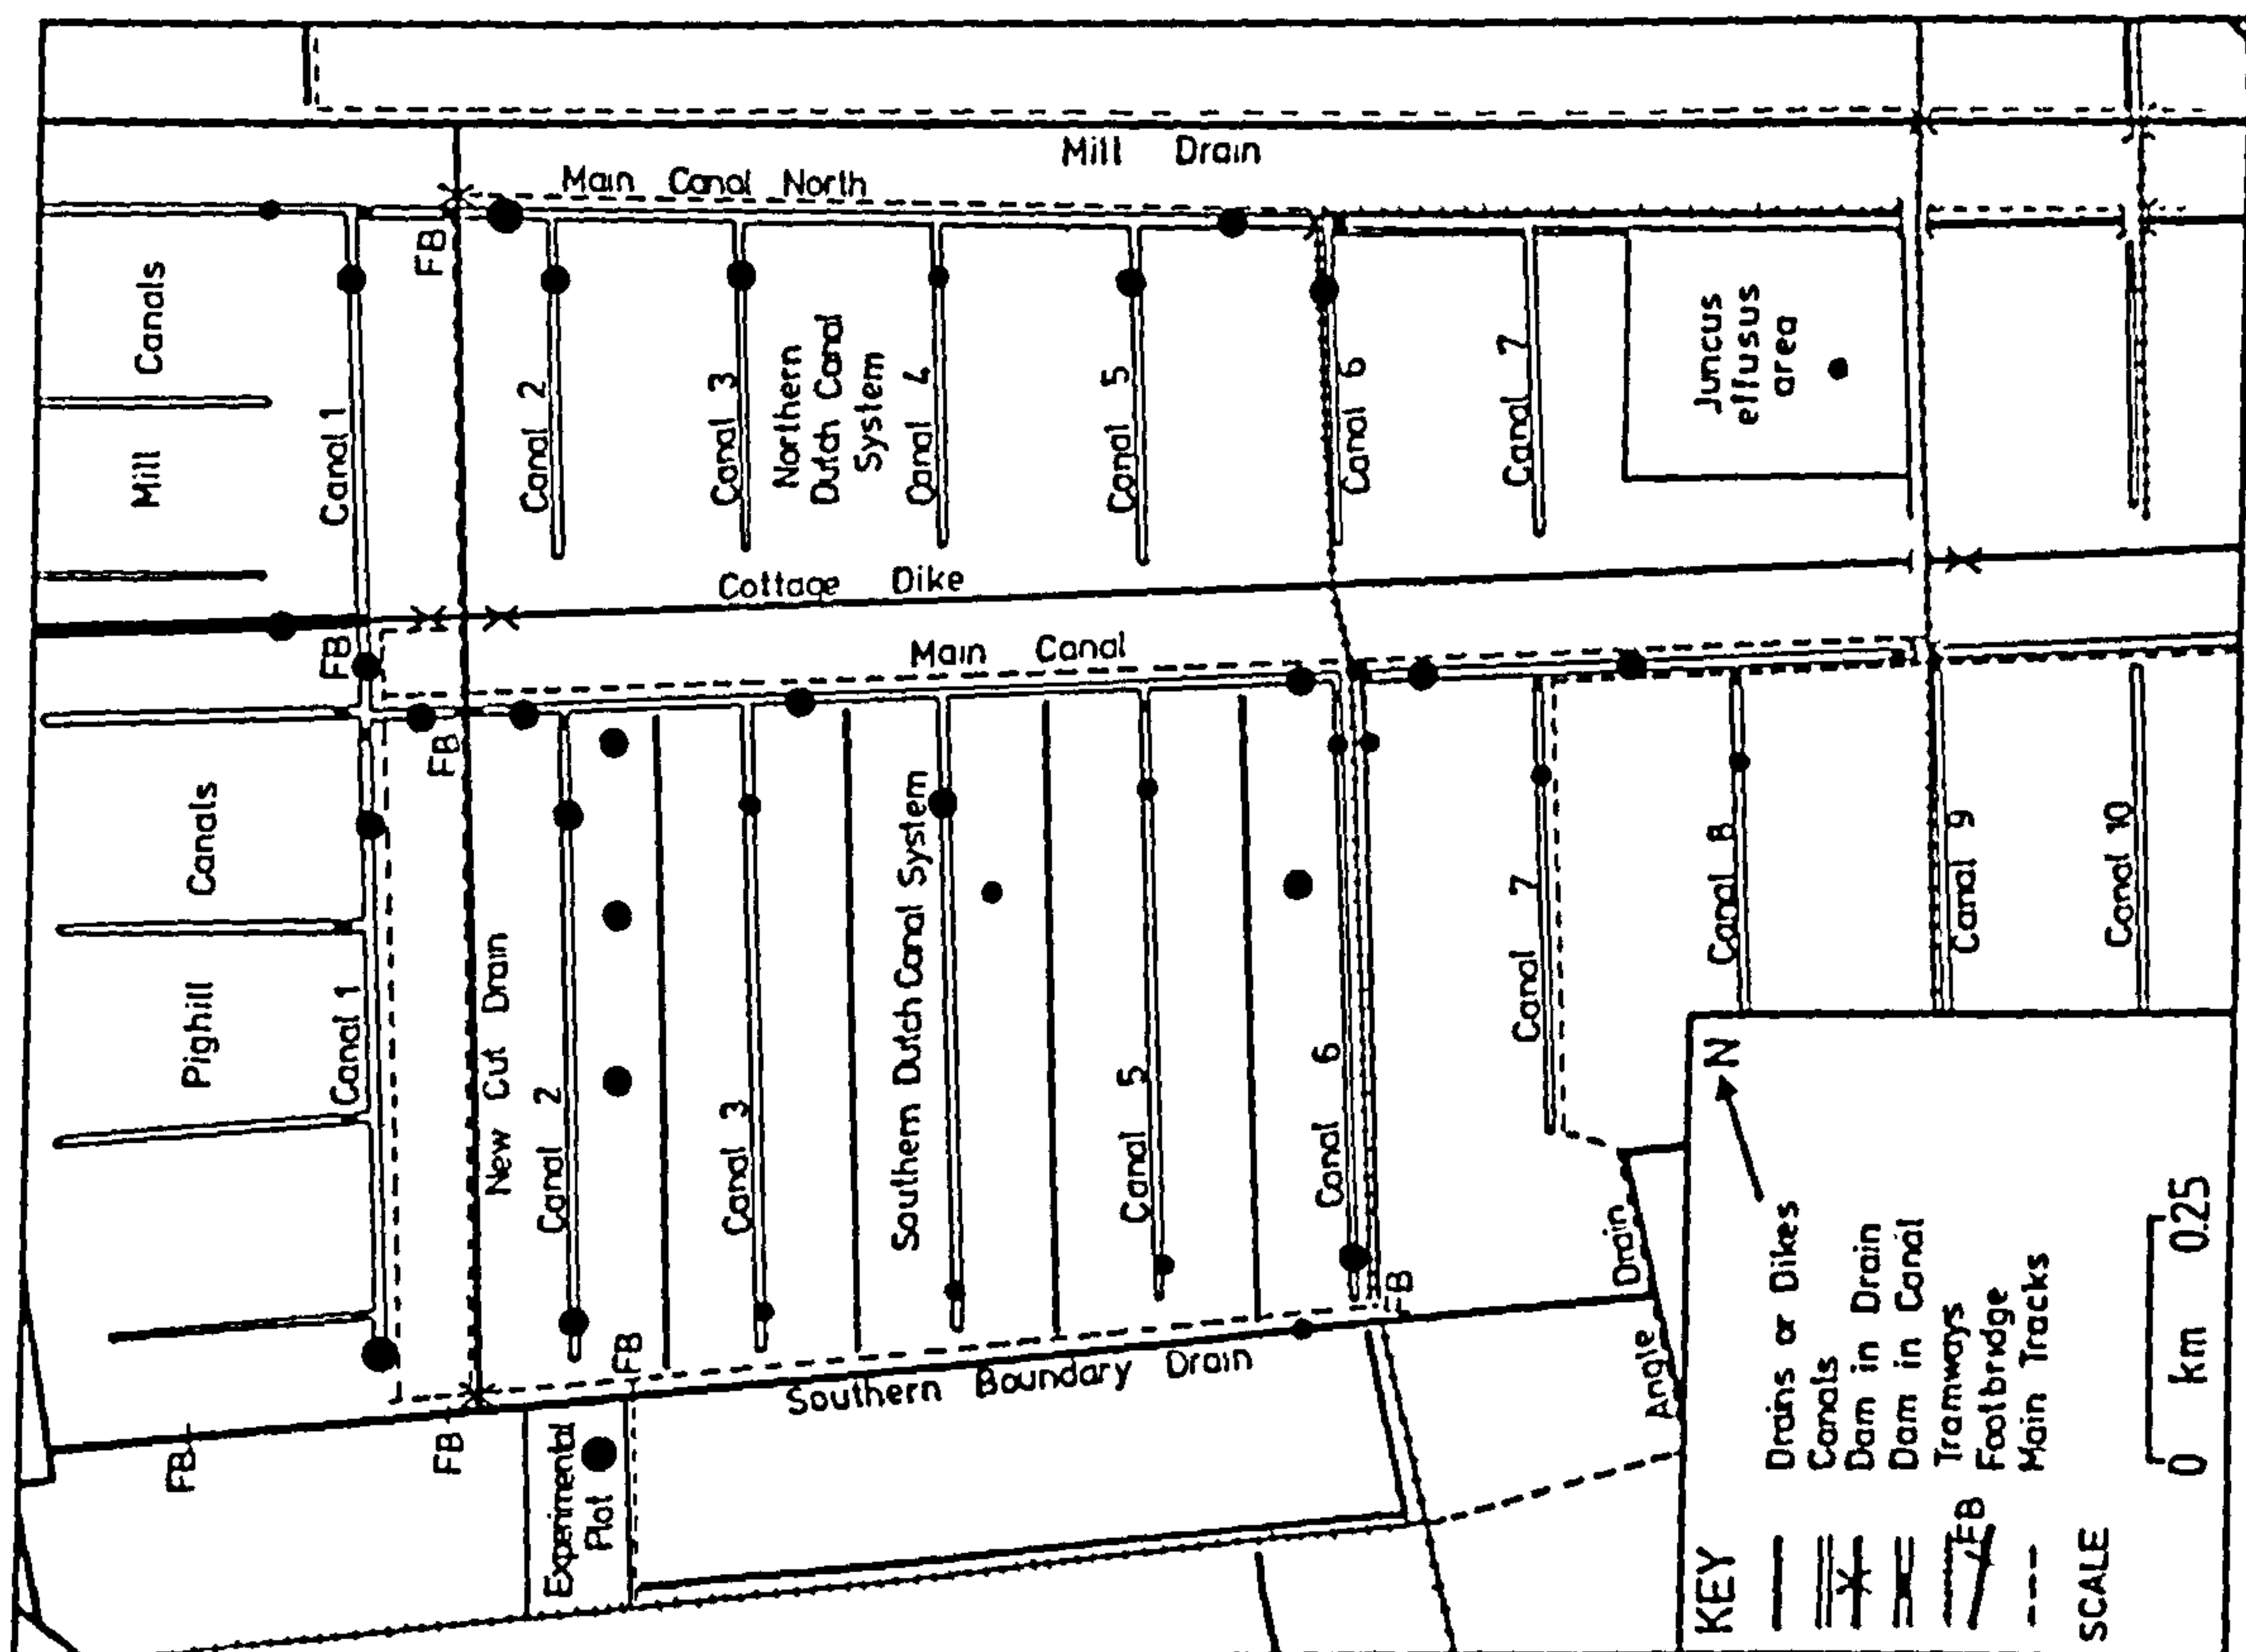 Mill Drain
Main Canal North
FB
Mill Canals
Canal 1
Canal 2
Canal 3
Northern
Dutch Canal
System
Canal 4
Canal 5
Canal 6
Canal 7
Juncus
effusus
area
Cottage Dike
FB
Main Canal
FB
Pighill Canals
Canal 1
New Cut Drain
Canal 2
Canal 3
Southern Dutch Canal System
Canal 5
Canal 6
Canal 7
Canal 8
Canal 9
Canal 10
FB
FB
FB
FB
Southern Boundary Drain
Angle Drain
Experimental
Plot
N
KEY
Drains or Dikes
Canals
Dam in Drain
Dam in Canal
Tramways
FB Footbridge
Main Tracks
SCALE
0 km 0.25